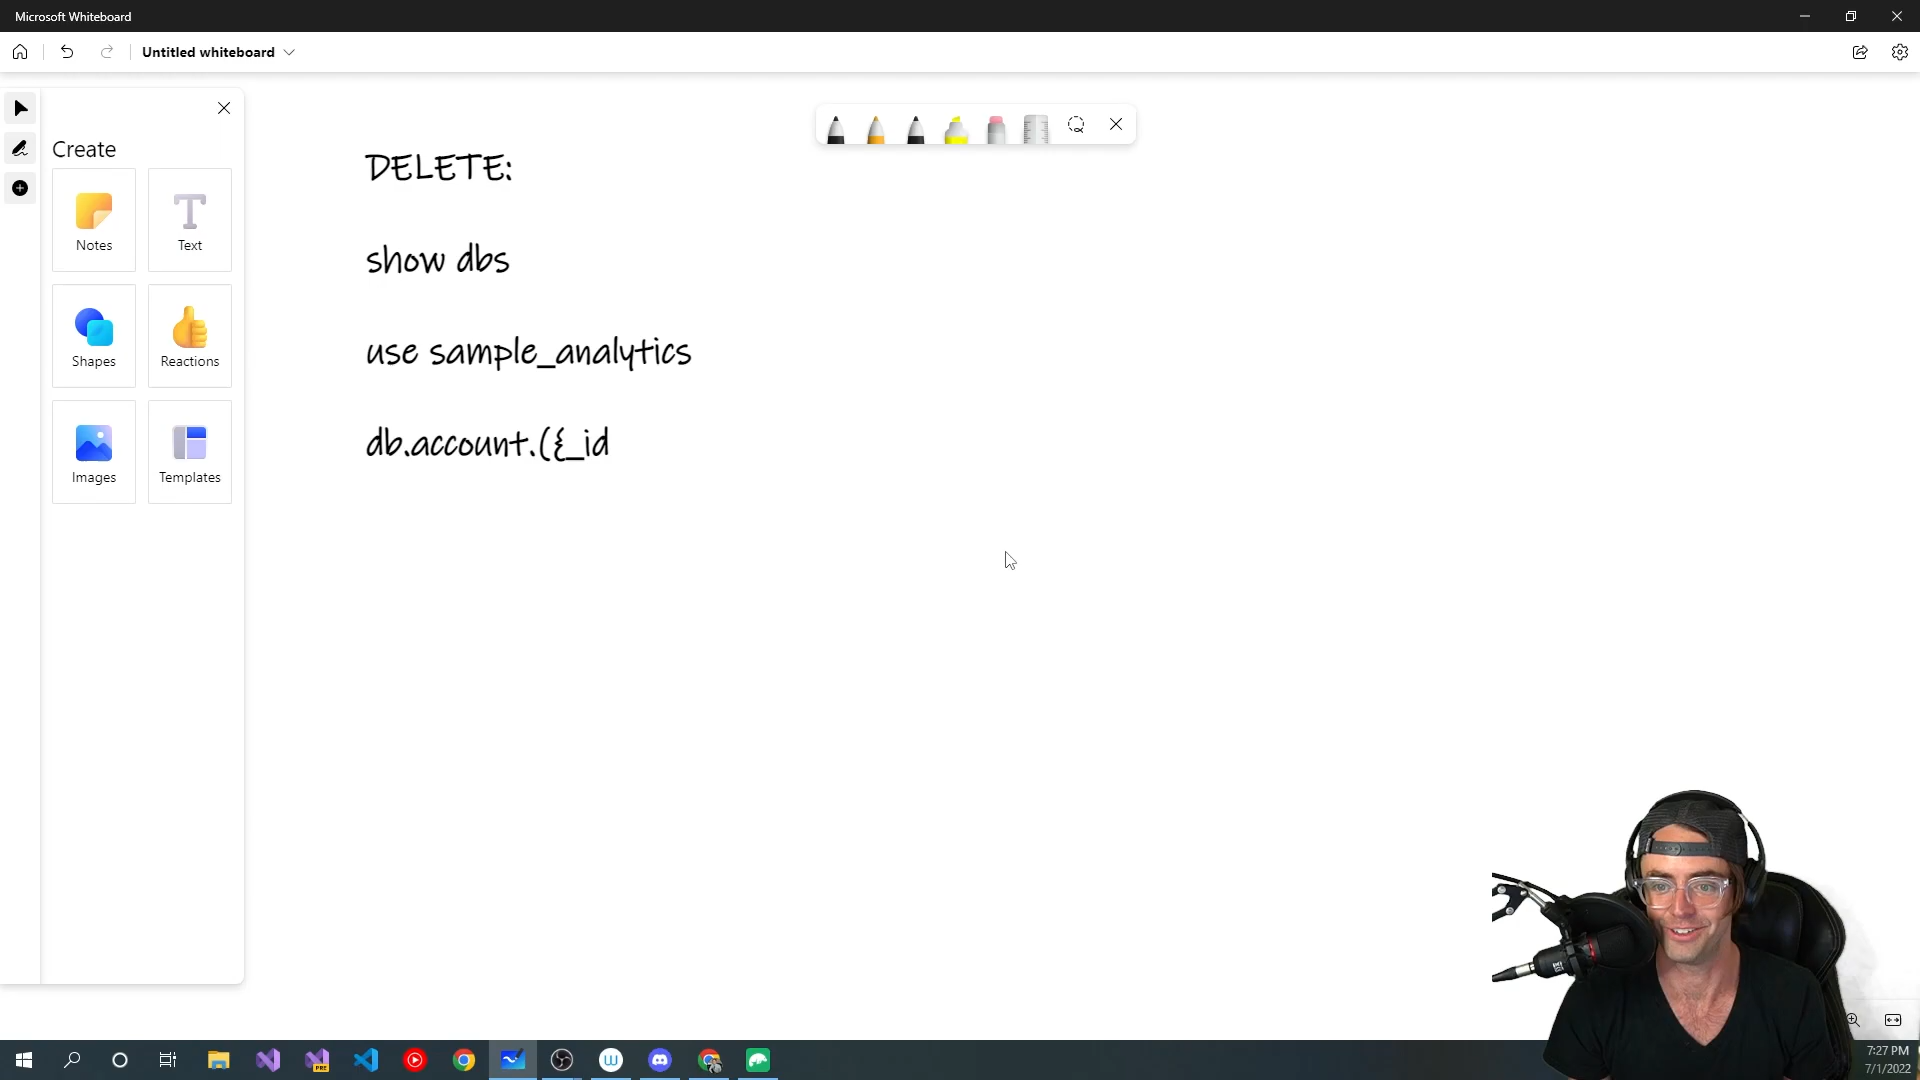 Microsoft Whiteboard
Untitled whiteboard
Create
Notes
Text
Shapes
Reactions
Images
Templates
DELETE:
show dbs
use sample_analytics
db.account.({_id
PRE
7:27 PM
7/1/2022